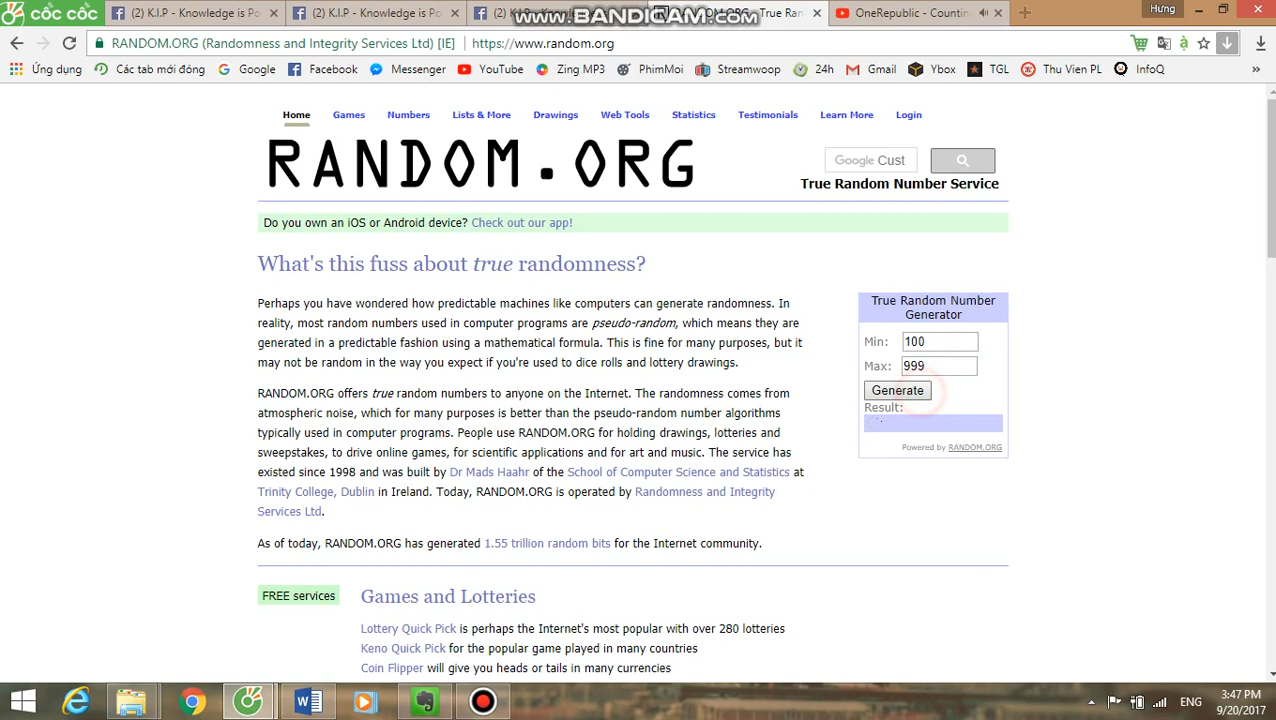 cốc cốc (2) K.I.P - Knowledge is Po (2) K.I.P - Knowledge is Po (2) K.I.P - Kn www.BANDICAM.com True Ran OneRepublic - Countin Hưng
RANDOM.ORG (Randomness and Integrity Services Ltd) [IE] https://www.random.org
Ứng dụng Các tab mới đóng Google Facebook Messenger YouTube Zing MP3 PhimMoi Streamwoop 24h Gmail Ybox TGL Thu Vien PL InfoQ »
Home Games Numbers Lists & More Drawings Web Tools Statistics Testimonials Learn More Login
RANDOM.ORG
Google Cust
True Random Number Service
Do you own an iOS or Android device? Check out our app!
What's this fuss about true randomness?
Perhaps you have wondered how predictable machines like computers can generate randomness. In
reality, most random numbers used in computer programs are pseudo-random, which means they are
generated in a predictable fashion using a mathematical formula. This is fine for many purposes, but it
may not be random in the way you expect if you're used to dice rolls and lottery drawings.
RANDOM.ORG offers true random numbers to anyone on the Internet. The randomness comes from
atmospheric noise, which for many purposes is better than the pseudo-random number algorithms
typically used in computer programs. People use RANDOM.ORG for holding drawings, lotteries and
sweepstakes, to drive online games, for scientific applications and for art and music. The service has
existed since 1998 and was built by Dr Mads Haahr of the School of Computer Science and Statistics at
Trinity College, Dublin in Ireland. Today, RANDOM.ORG is operated by Randomness and Integrity
Services Ltd.
As of today, RANDOM.ORG has generated 1.55 trillion random bits for the Internet community.
True Random Number
Generator
Min: 100
Max: 999
Generate
Result:
Powered by RANDOM.ORG
FREE services
Games and Lotteries
Lottery Quick Pick is perhaps the Internet's most popular with over 280 lotteries
Keno Quick Pick for the popular game played in many countries
Coin Flipper will give you heads or tails in many currencies
ENG
3:47 PM
9/20/2017